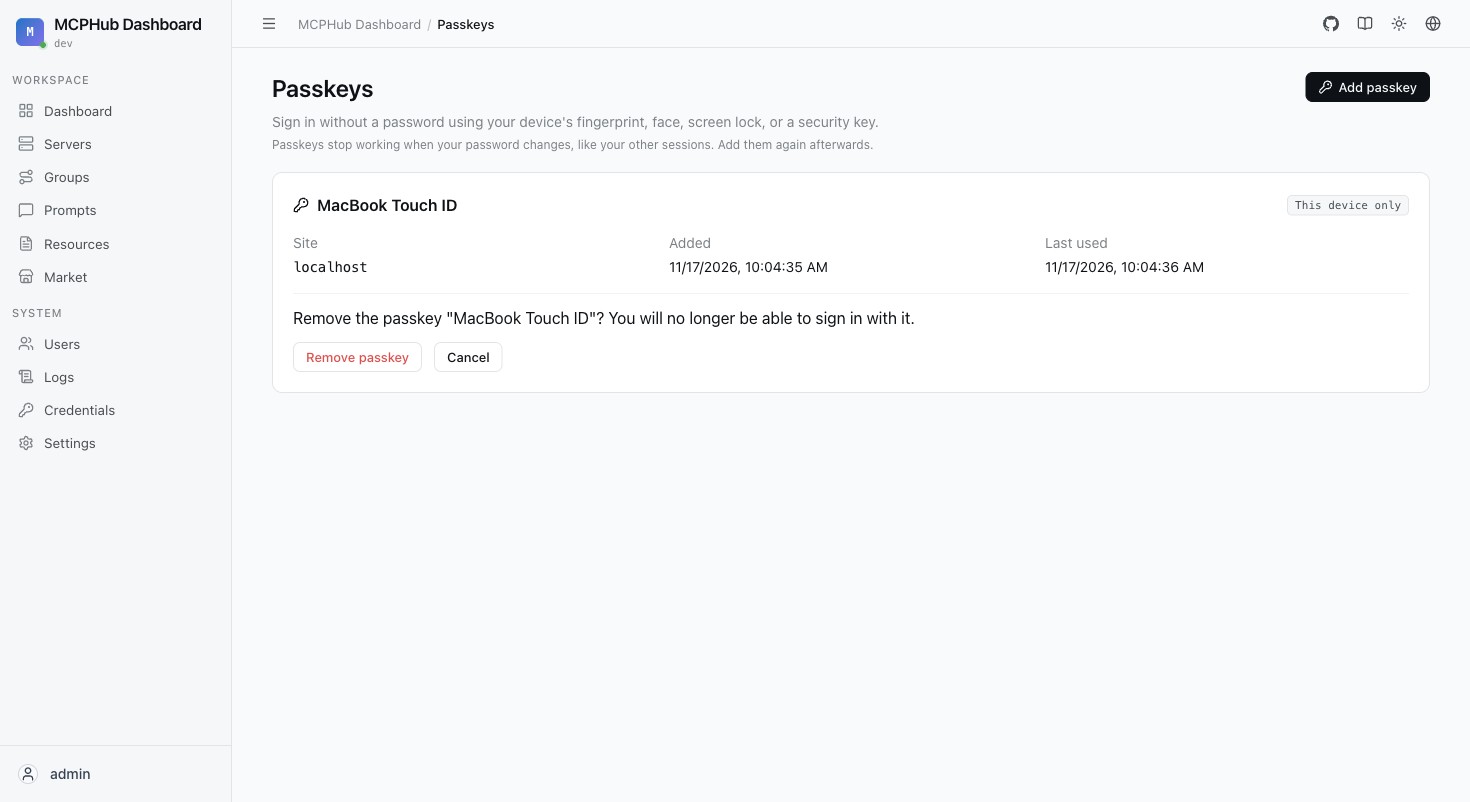 M
MCPHub Dashboard
dev
WORKSPACE
Dashboard
Servers
Groups
Prompts
Resources
Market
SYSTEM
Users
Logs
Credentials
Settings
admin
MCPHub Dashboard / Passkeys
Passkeys
Add passkey
Sign in without a password using your device's fingerprint, face, screen lock, or a security key.
Passkeys stop working when your password changes, like your other sessions. Add them again afterwards.
MacBook Touch ID
This device only
Site
localhost
Added
11/17/2026, 10:04:35 AM
Last used
11/17/2026, 10:04:36 AM
Remove the passkey "MacBook Touch ID"? You will no longer be able to sign in with it.
Remove passkey
Cancel